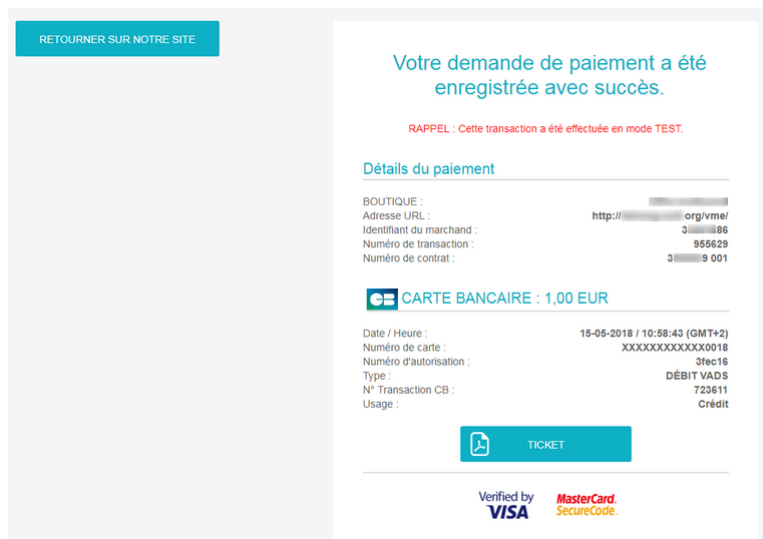 RETOURNER SUR NOTRE SITE
Votre demande de paiement a été
enregistrée avec succès.
RAPPEL : Cette transaction a été effectuée en mode TEST.
Détails du paiement
BOUTIQUE :
Adresse URL : http:// .org/vme/
Identifiant du marchand : 3 86
Numéro de transaction : 955629
Numéro de contrat : 3 9 001
CB CARTE BANCAIRE : 1,00 EUR
Date / Heure : 15-05-2018 / 10:58:43 (GMT+2)
Numéro de carte : XXXXXXXXXXXX0018
Numéro d'autorisation : 3fec16
Type : DÉBIT VADS
N° Transaction CB : 723611
Usage : Crédit
TICKET
Verified by
VISA
MasterCard.
SecureCode.